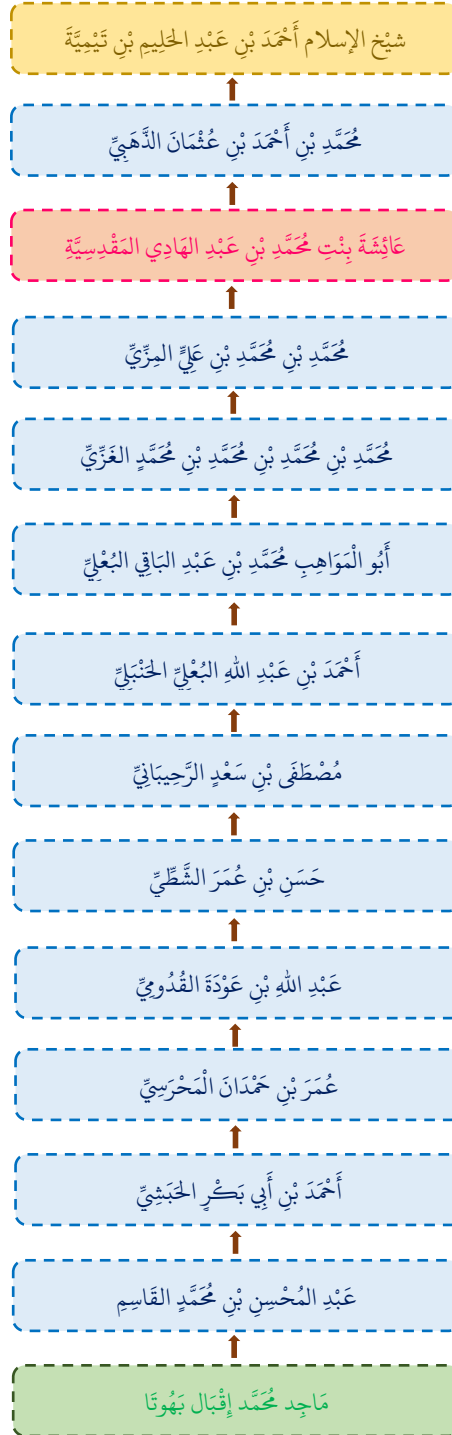 شيْخ الإسلام أَحْمَدَ بْنِ عَبْدِ الحَلِيمِ بْنِ تَيْمِيَّةَ
مُحَمَّدِ بْنِ أَحْمَدَ بْنِ عُثْمَانَ الذَّهَبِيِّ
عَائِشَةَ بِنْتِ مُحَمَّدِ بْنِ عَبْدِ الهَادِي المَقْدِسِيَّةِ
مُحَمَّدِ بْنِ مُحَمَّدِ بْنِ عَلِيٍّ المِزِّيِّ
مُحَمَّدِ بْنِ مُحَمَّدِ بْنِ مُحَمَّدِ بْنِ مُحَمَّدٍ الغَزِّيِّ
أَبُو الْمَوَاهِبِ مُحَمَّدِ بْنِ عَبْدِ البَاقِي البُعْلِيِّ
أَحْمَدَ بْنِ عَبْدِ اللهِ البُعْلِيِّ الحَنْبَلِيِّ
مُصْطَفَى بْنِ سَعْدٍ الرَّحِيبَانِيِّ
حَسَنِ بْنِ عُمَرَ الشَّطِّيِّ
عَبْدِ اللهِ بْنِ عَوْدَةَ القُدُومِيِّ
عُمَرَ بْنِ حَمْدَانَ الْمَحْرَسِيِّ
أَحْمَدَ بْنِ أَبِي بَكْرٍ الحَبَشِيِّ
عَبْدِ المُحْسِنِ بْنِ مُحَمَّدٍ القَاسِمِ
مَاجِد مُحَمَّد إِقْبَال بَهُوتَا